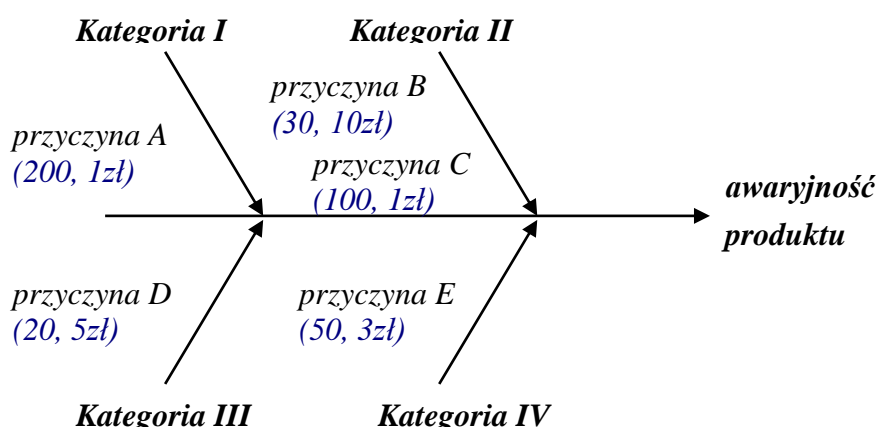 Kategoria I
Kategoria II
przyczyna A
(200, 1zł)
przyczyna B
(30, 10zł)
przyczyna C
(100, 1zł)
awaryjność
produktu
przyczyna D
(20, 5zł)
przyczyna E
(50, 3zł)
Kategoria III
Kategoria IV